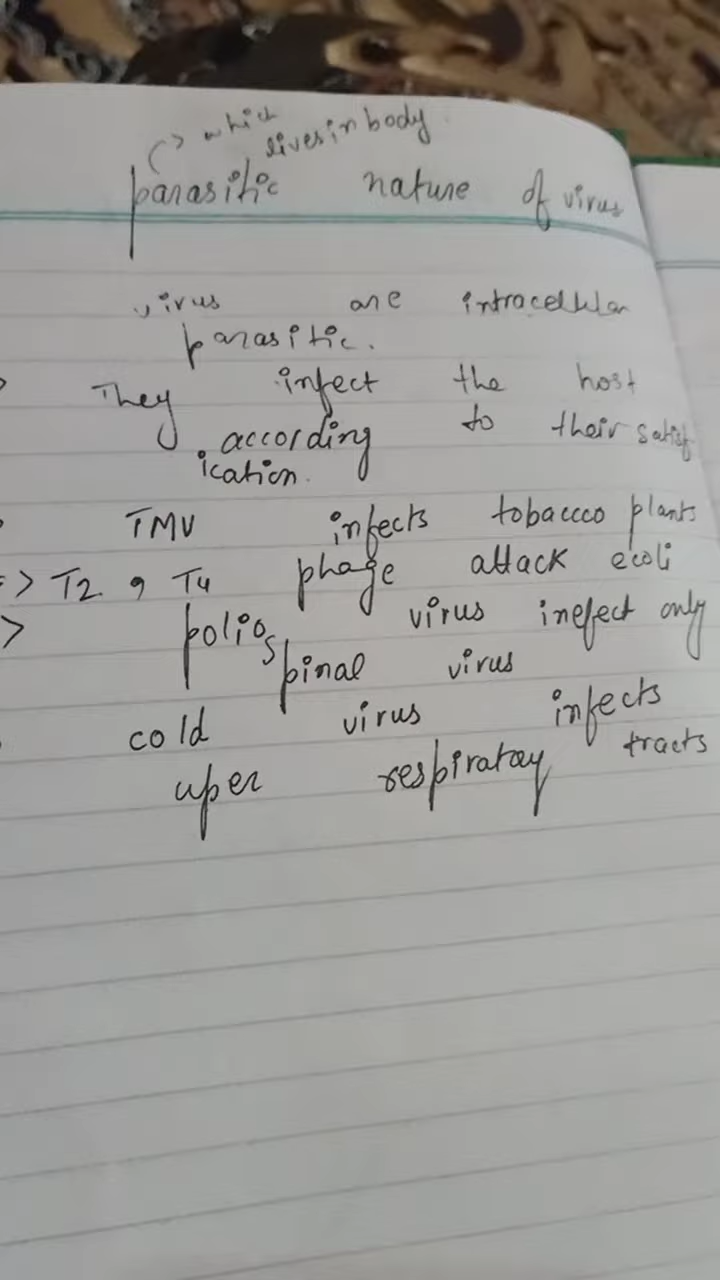 which
lives in body
parasitic nature of virus
virus are intracellular
parasitic.
> They infect the host
according to their satisf
ication.
TMV infects tobaccco plants
=> T2 , T4 phage attack ecoli
> polio virus inefect only
spinal virus
cold virus infects
uper respiratoy tracts